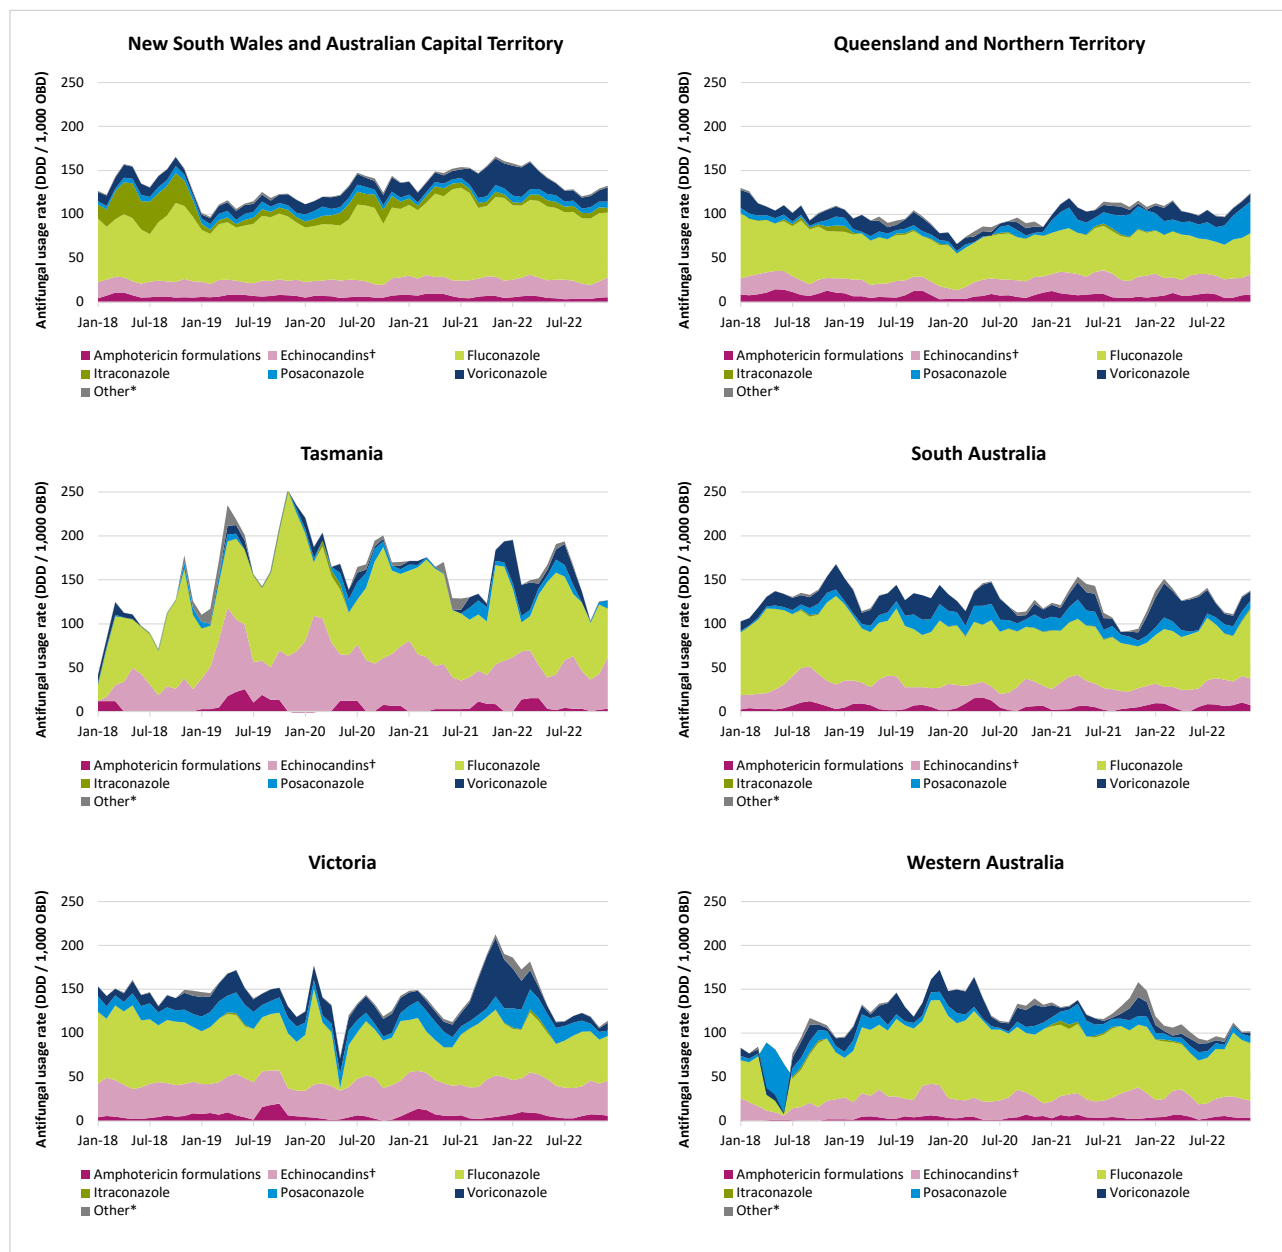 New South Wales and Australian Capital Territory
Antifungal usage rate (DDD / 1,000 OBD)
250
200
150
100
50
0
Jan-18 Jul-18 Jan-19 Jul-19 Jan-20 Jul-20 Jan-21 Jul-21 Jan-22 Jul-22
Amphotericin formulations Echinocandins† Fluconazole
Itraconazole Posaconazole Voriconazole
Other*
Queensland and Northern Territory
Antifungal usage rate (DDD / 1,000 OBD)
250
200
150
100
50
0
Jan-18 Jul-18 Jan-19 Jul-19 Jan-20 Jul-20 Jan-21 Jul-21 Jan-22 Jul-22
Amphotericin formulations Echinocandins† Fluconazole
Itraconazole Posaconazole Voriconazole
Other*
Tasmania
Antifungal usage rate (DDD / 1,000 OBD)
250
200
150
100
50
0
Jan-18 Jul-18 Jan-19 Jul-19 Jan-20 Jul-20 Jan-21 Jul-21 Jan-22 Jul-22
Amphotericin formulations Echinocandins† Fluconazole
Itraconazole Posaconazole Voriconazole
Other*
South Australia
Antifungal usage rate (DDD / 1,000 OBD)
250
200
150
100
50
0
Jan-18 Jul-18 Jan-19 Jul-19 Jan-20 Jul-20 Jan-21 Jul-21 Jan-22 Jul-22
Amphotericin formulations Echinocandins† Fluconazole
Itraconazole Posaconazole Voriconazole
Other*
Victoria
Antifungal usage rate (DDD / 1,000 OBD)
250
200
150
100
50
0
Jan-18 Jul-18 Jan-19 Jul-19 Jan-20 Jul-20 Jan-21 Jul-21 Jan-22 Jul-22
Amphotericin formulations Echinocandins† Fluconazole
Itraconazole Posaconazole Voriconazole
Other*
Western Australia
Antifungal usage rate (DDD / 1,000 OBD)
250
200
150
100
50
0
Jan-18 Jul-18 Jan-19 Jul-19 Jan-20 Jul-20 Jan-21 Jul-21 Jan-22 Jul-22
Amphotericin formulations Echinocandins† Fluconazole
Itraconazole Posaconazole Voriconazole
Other*